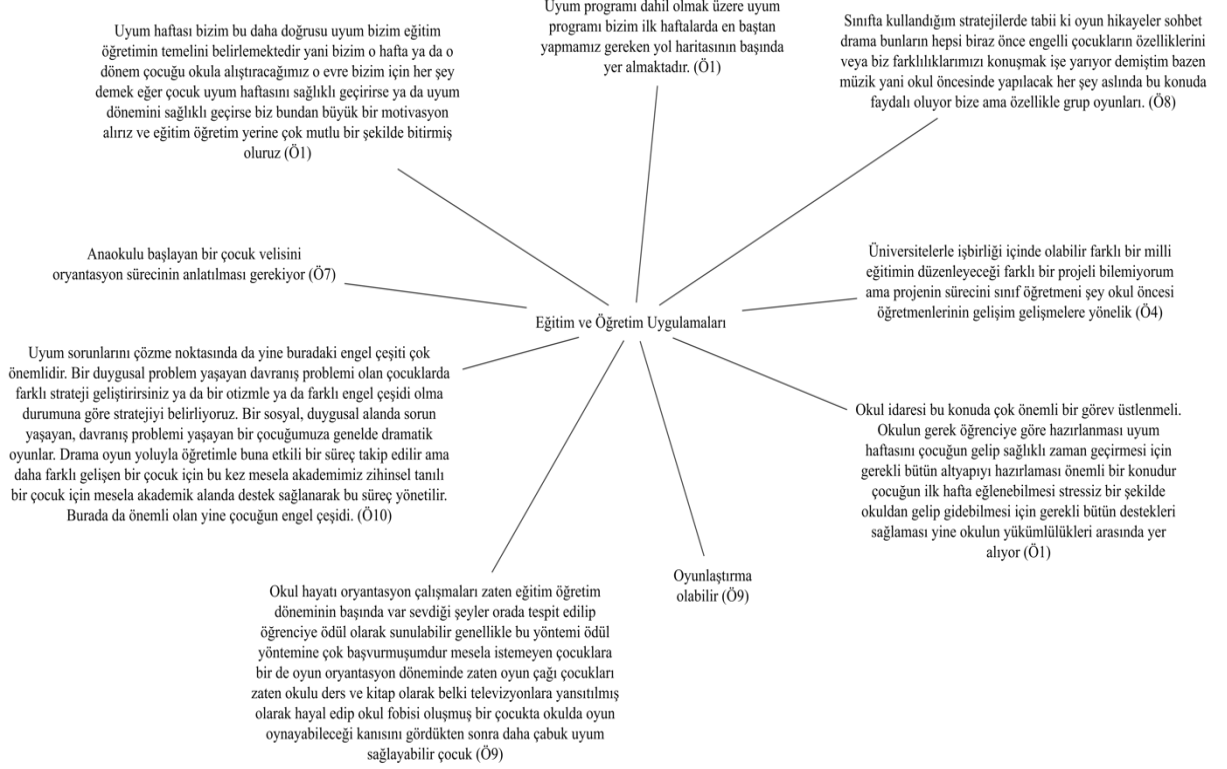 Uyum haftası bizim bu daha doğrusu uyum bizim eğitim
öğretimin temelini belirlemektedir yani bizim o hafta ya da o
dönem çocuğu okula alıştıracağımız o evre bizim için her şey
demek eğer çocuk uyum haftasını sağlıklı geçirirse ya da uyum
dönemini sağlıklı geçirse biz bundan büyük bir motivasyon
alırız ve eğitim öğretim yerine çok mutlu bir şekilde bitirmiş
oluruz (Ö1)
Uyum programı dahil olmak üzere uyum
programı bizim ilk haftalarda en baştan
yapmamız gereken yol haritasının başında
yer almaktadır. (Ö1)
Sınıfta kullandığım stratejilerde tabii ki oyun hikayeler sohbet
drama bunların hepsi biraz önce engelli çocukların özelliklerini
veya biz farklılıklarımızı konuşmak işe yarıyor demiştim bazen
müzik yani okul öncesinde yapılacak her şey aslında bu konuda
faydalı oluyor bize ama özellikle grup oyunları. (Ö8)
Anaokulu başlayan bir çocuk velisini
oryantasyon sürecinin anlatılması gerekiyor (Ö7)
Üniversitelerle işbirliği içinde olabilir farklı bir milli
eğitimin düzenleyeceği farklı bir projeli bilemiyorum
ama projenin sürecini sınıf öğretmeni şey okul öncesi
öğretmenlerinin gelişim gelişmelere yönelik (Ö4)
Eğitim ve Öğretim Uygulamaları
Uyum sorunlarını çözme noktasında da yine buradaki engel çeşiti çok
önemlidir. Bir duygusal problem yaşayan davranış problemi olan çocuklarda
farklı strateji geliştirirsiniz ya da bir otizmle ya da farklı engel çeşidi olma
durumuna göre stratejiyi belirliyoruz. Bir sosyal, duygusal alanda sorun
yaşayan, davranış problemi yaşayan bir çocuğumuza genelde dramatik
oyunlar. Drama oyun yoluyla öğretimle buna etkili bir süreç takip edilir ama
daha farklı gelişen bir çocuk için bu kez mesela akademimiz zihinsel tanılı
bir çocuk için mesela akademik alanda destek sağlanarak bu süreç yönetilir.
Burada da önemli olan yine çocuğun engel çeşidi. (Ö10)
Okul idaresi bu konuda çok önemli bir görev üstlenmeli.
Okulun gerek öğrenciye göre hazırlanması uyum
haftasını çocuğun gelip sağlıklı zaman geçirmesi için
gerekli bütün altyapıyı hazırlaması önemli bir konudur
çocuğun ilk hafta eğlenebilmesi stressiz bir şekilde
okuldan gelip gidebilmesi için gerekli bütün destekleri
sağlaması yine okulun yükümlülükleri arasında yer
alıyor (Ö1)
Oyunlaştırma
olabilir (Ö9)
Okul hayatı oryantasyon çalışmaları zaten eğitim öğretim
döneminin başında var sevdiği şeyler orada tespit edilip
öğrenciye ödül olarak sunulabilir genellikle bu yöntemi ödül
yöntemine çok başvurmuşumdur mesela istemeyen çocuklara
bir de oyun oryantasyon döneminde zaten oyun çağı çocukları
zaten okulu ders ve kitap olarak belki televizyonlara yansıtılmış
olarak hayal edip okul fobisi oluşmuş bir çocukta okulda oyun
oynayabileceği kanısını gördükten sonra daha çabuk uyum
sağlayabilir çocuk (Ö9)